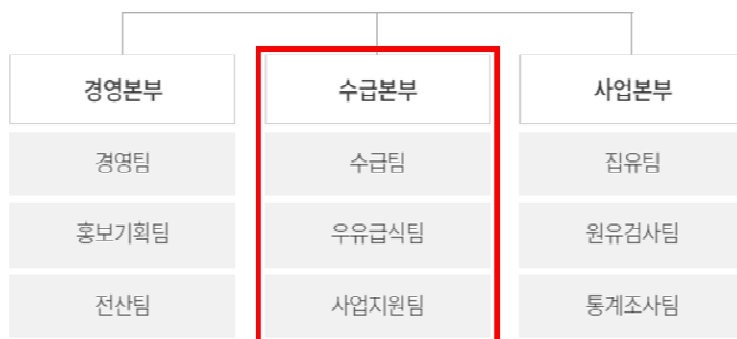 경영본부 수급본부 사업본부
경영팀 수급팀 집유팀
홍보기획팀 우유급식팀 원유검사팀
전산팀 사업지원팀 통계조사팀